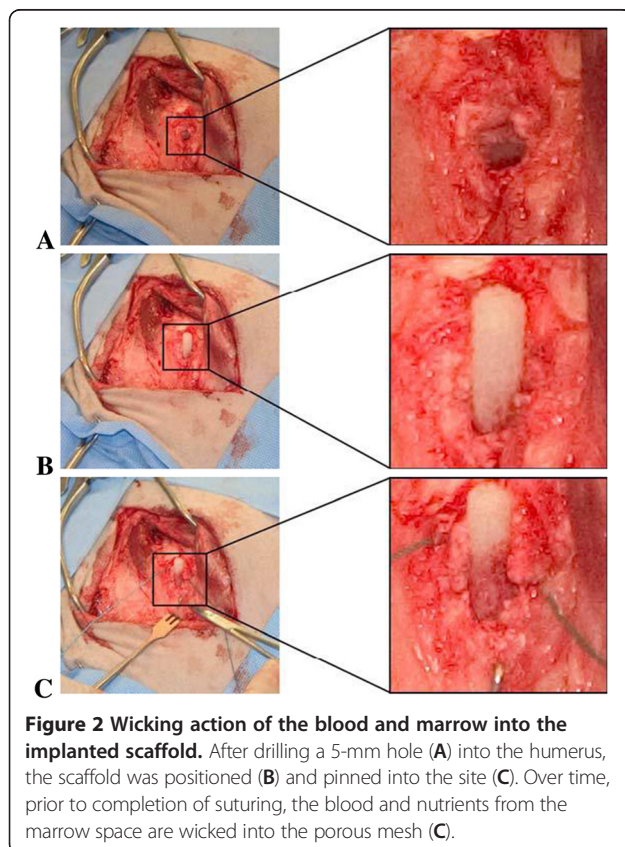 A
B
C
Figure 2 Wicking action of the blood and marrow into the
implanted scaffold. After drilling a 5-mm hole (A) into the humerus,
the scaffold was positioned (B) and pinned into the site (C). Over time,
prior to completion of suturing, the blood and nutrients from the
marrow space are wicked into the porous mesh (C).